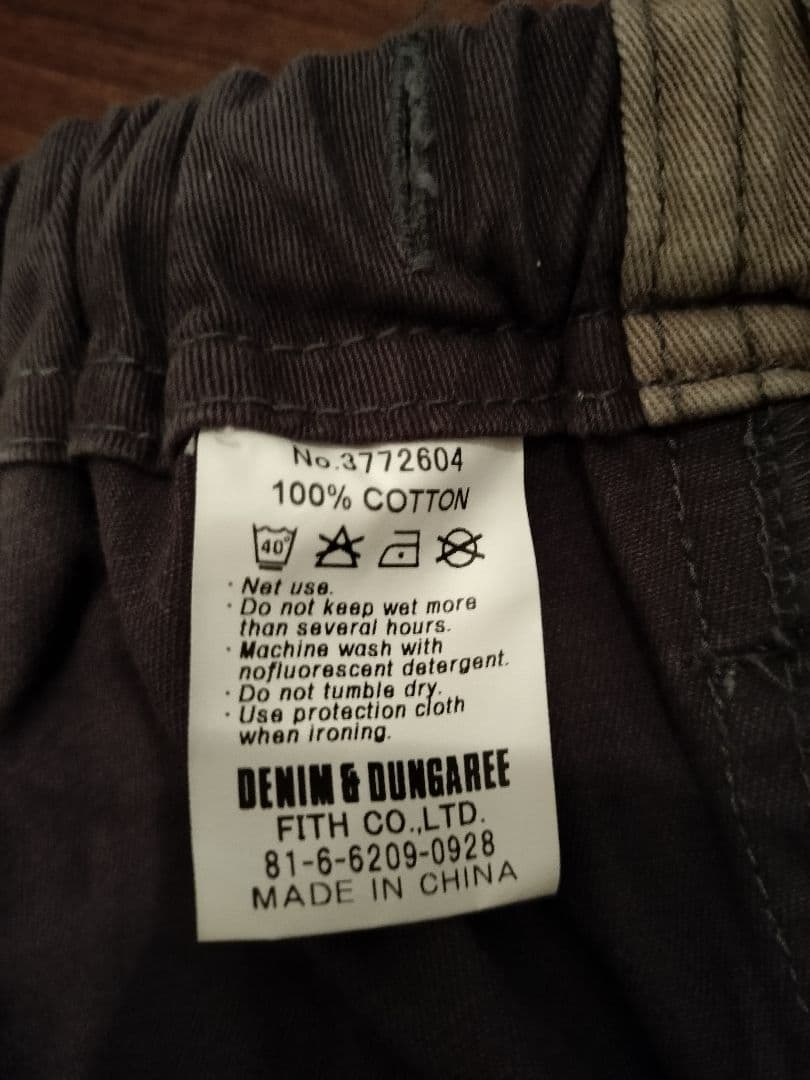 No.3772604
100% COTTON
40°
· Net use.
· Do not keep wet more
than several hours.
· Machine wash with
nofluorescent detergent.
· Do not tumble dry.
· Use protection cloth
when ironing.
DENIM & DUNGAREE
FITH CO.,LTD.
81-6-6209-0928
MADE IN CHINA